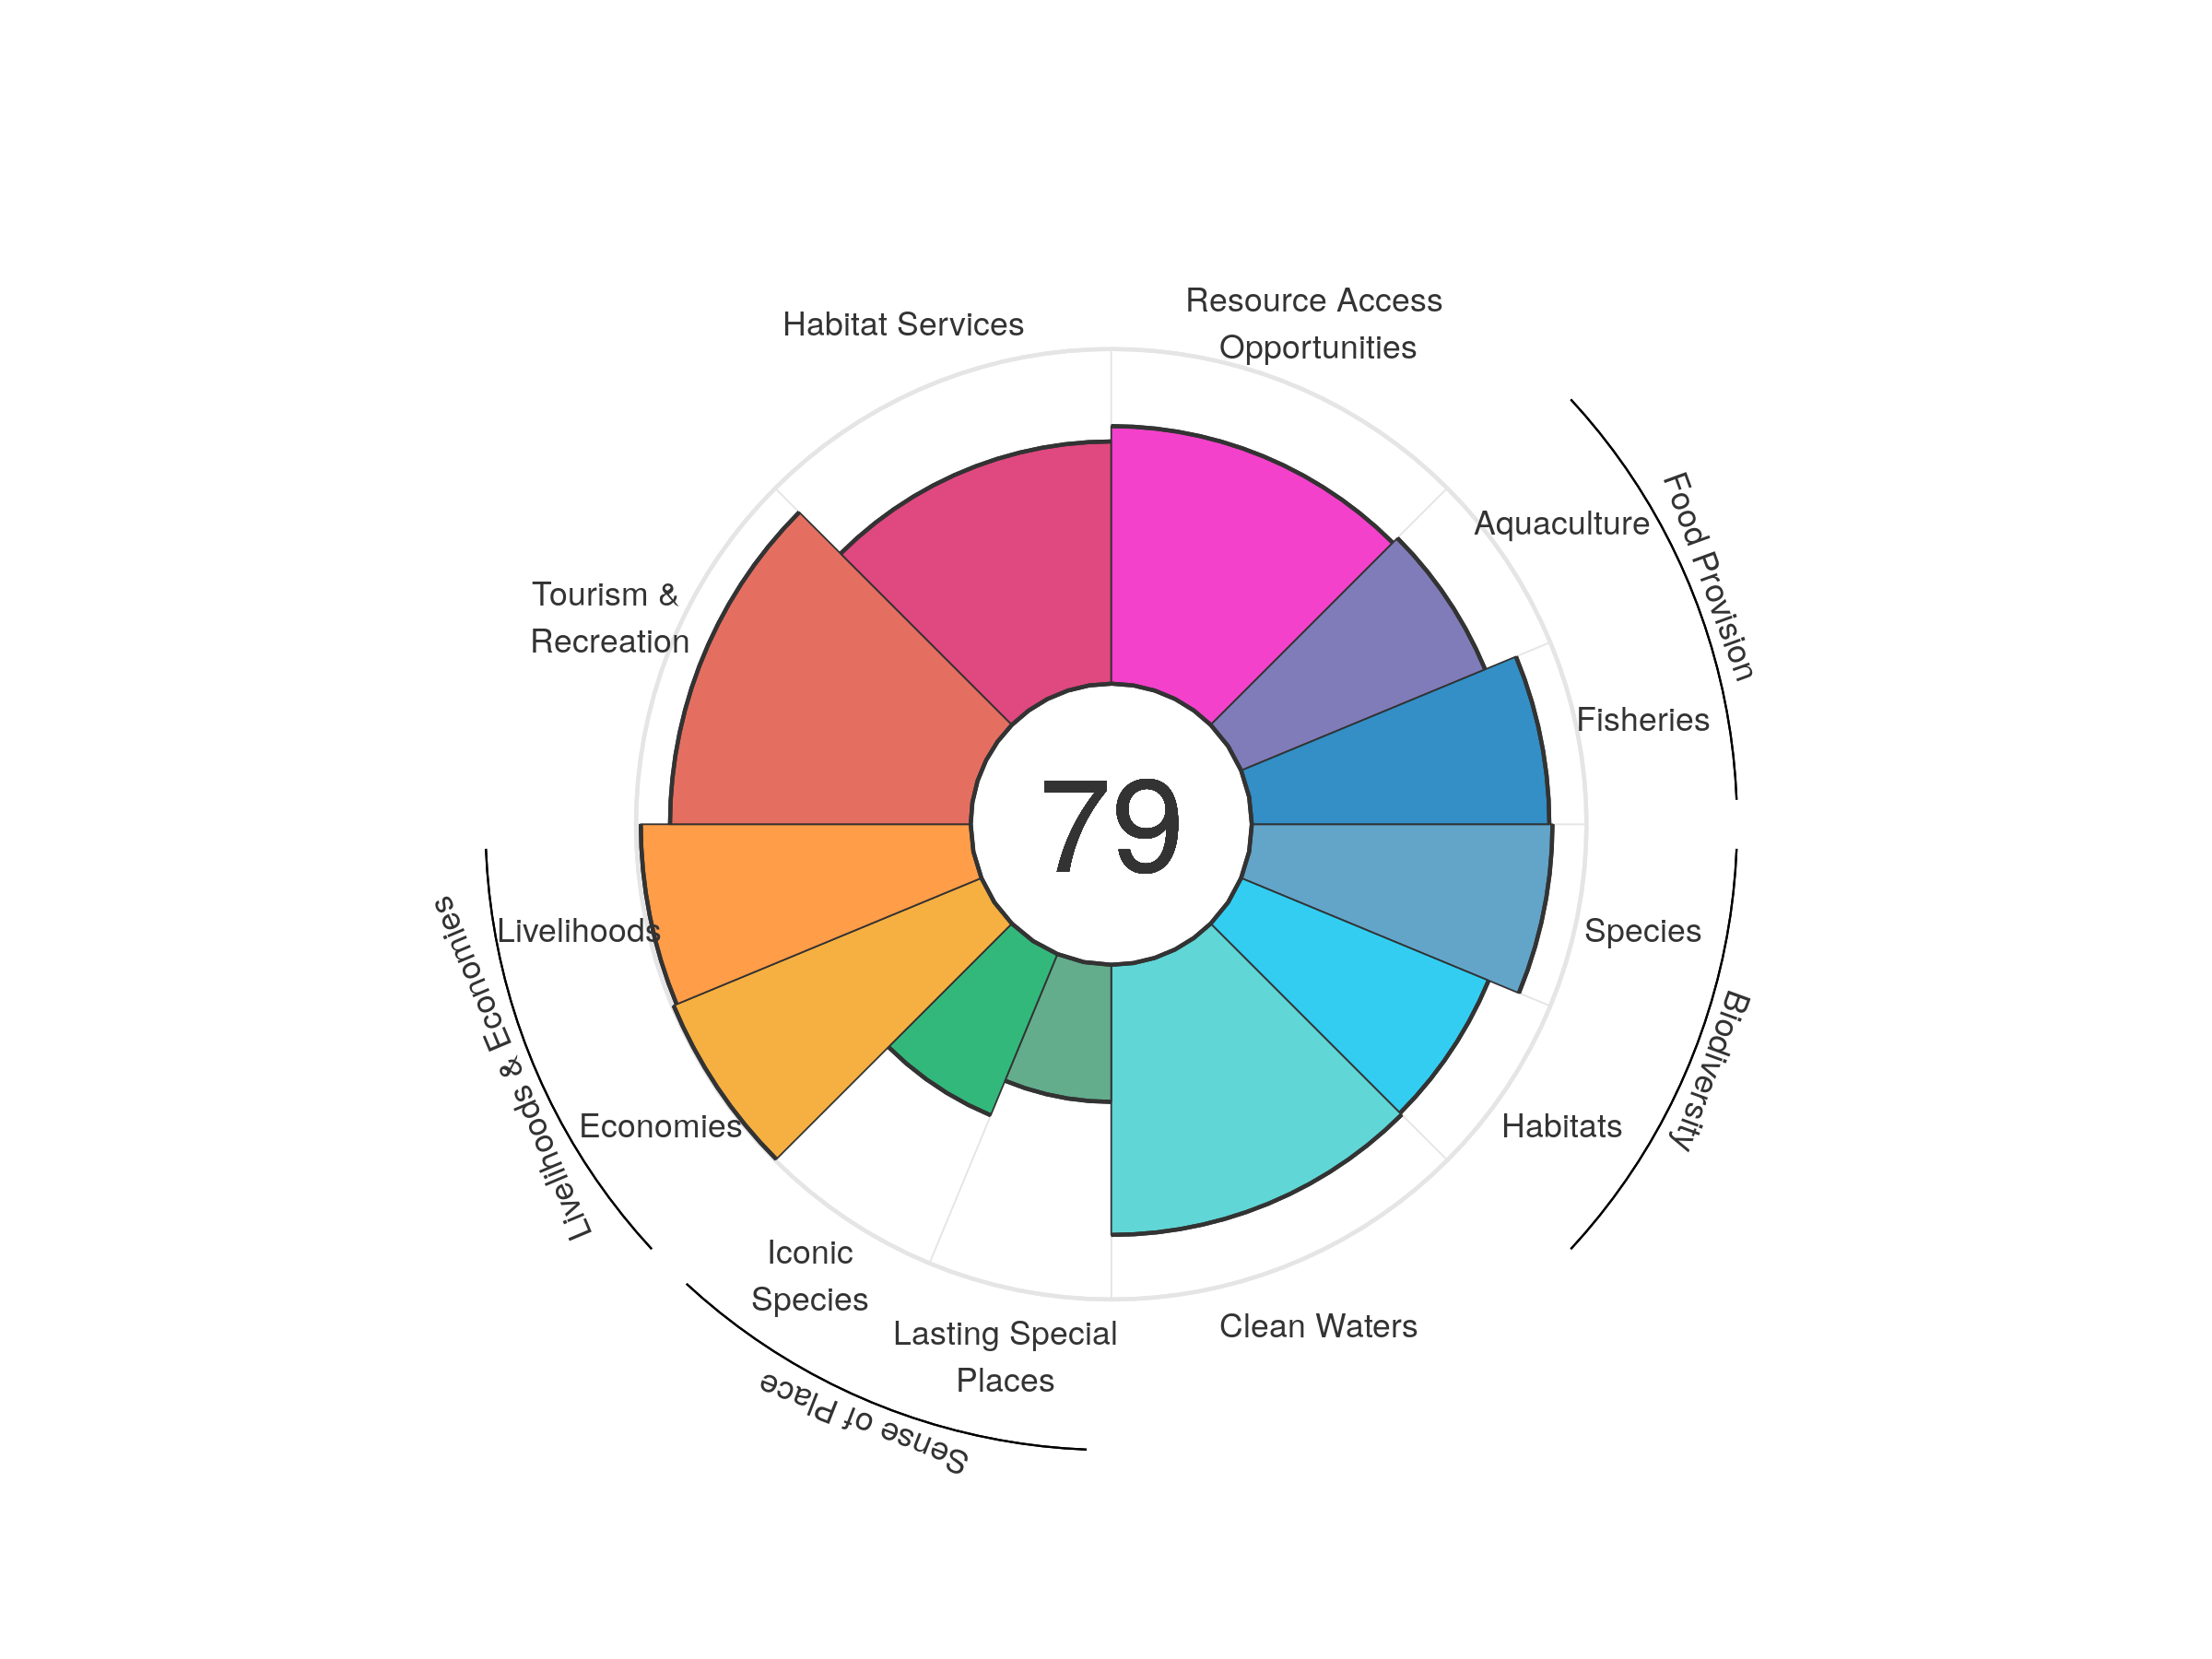 Resource Access
Opportunities
Habitat Services
Aquaculture
Food Provision
Tourism &
Recreation
Fisheries
79
Livelihoods
Species
Livelihoods & Economies
Biodiversity
Economies
Habitats
Iconic
Species
Lasting Special
Places
Clean Waters
Sense of Place